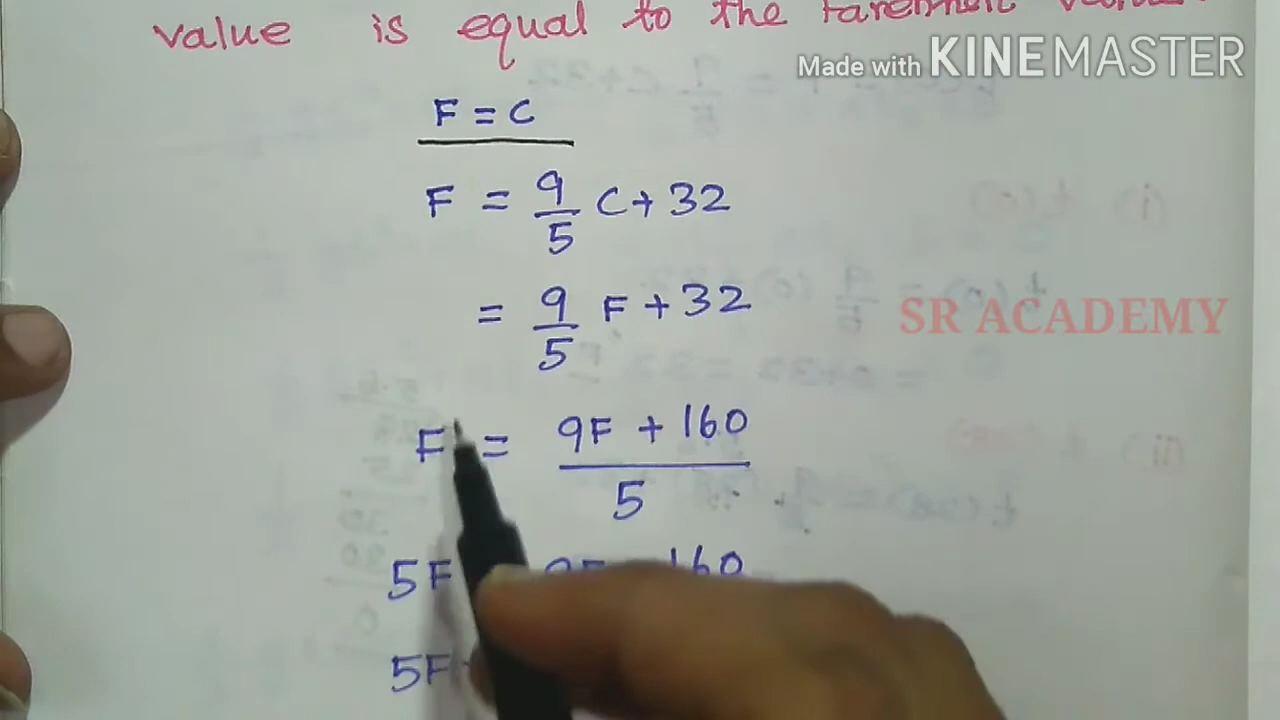 value is equal to the
Made with KINEMASTER
F = C
F = 9/5 C + 32
= 9/5 F + 32
SR ACADEMY
F = 9F + 160 / 5
5F 160
5F